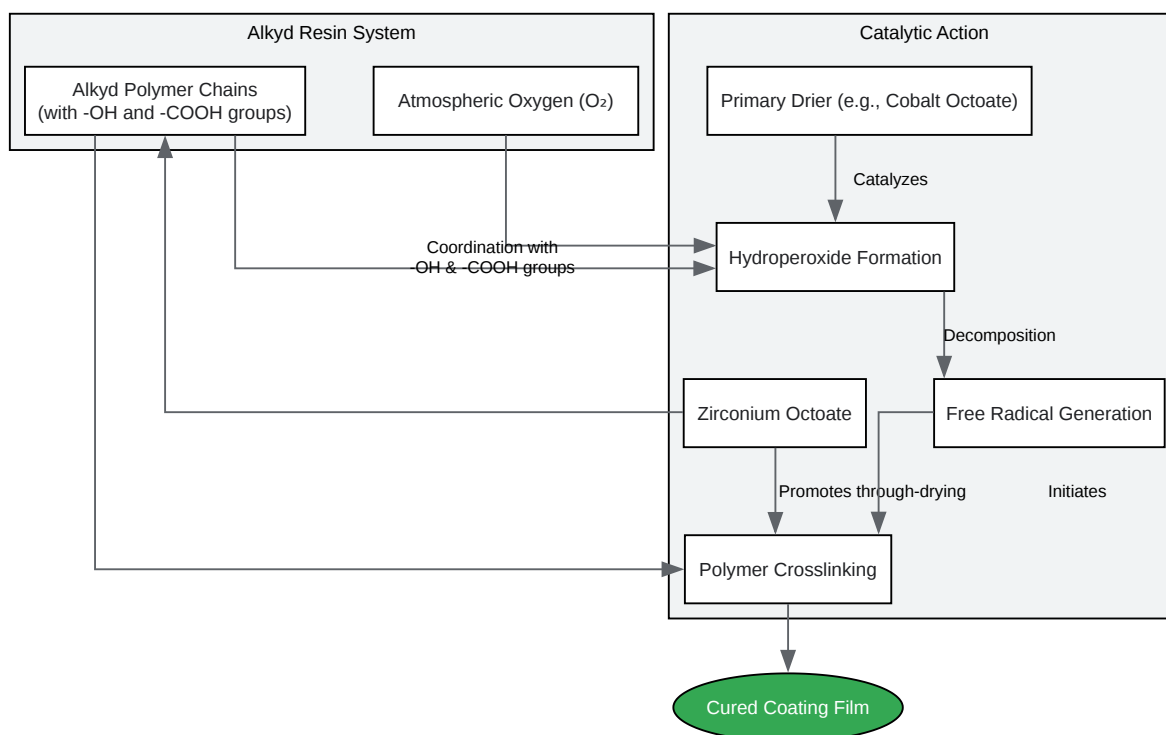 Alkyd Resin System
Catalytic Action
Alkyd Polymer Chains
(with -OH and -COOH groups)
Atmospheric Oxygen (O₂)
Primary Drier (e.g., Cobalt Octoate)
Catalyzes
Coordination with
-OH & -COOH groups
Hydroperoxide Formation
Decomposition
Zirconium Octoate
Free Radical Generation
Promotes through-drying
Initiates
Polymer Crosslinking
Cured Coating Film